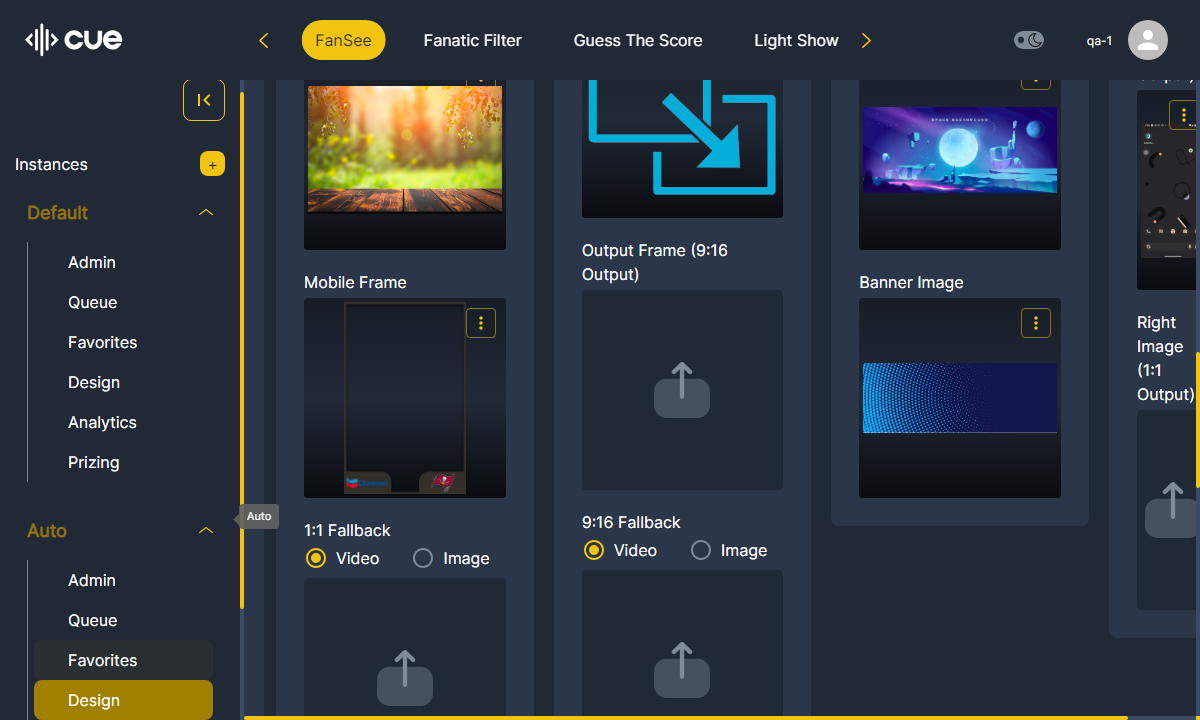 cue
FanSee
Fanatic Filter
Guess The Score
Light Show
qa-1
Instances
+
Default
Admin
Queue
Favorites
Design
Analytics
Prizing
Auto
Auto
Admin
Queue
Favorites
Design
Mobile Frame
1:1 Fallback
Video
Image
Output Frame (9:16
Output)
9:16 Fallback
Video
Image
SPACE BACKGROUND
Banner Image
Right
Image
(1:1
Output)